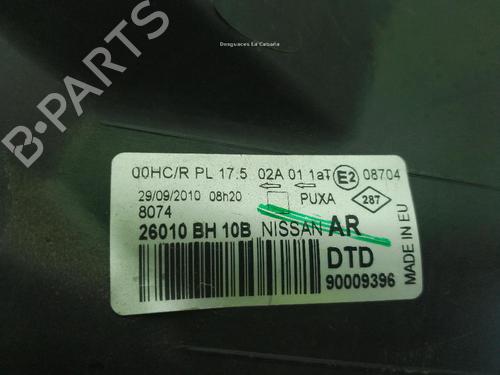 Desguaces La Cabaña
00HC/R PL 17.5 02A 01 1aT E2 08704
29/09/2010 08h20 PUXA 287
8074
26010 BH 10B NISSAN AR
DTD
90009396
MADE IN EU
B-PARTS